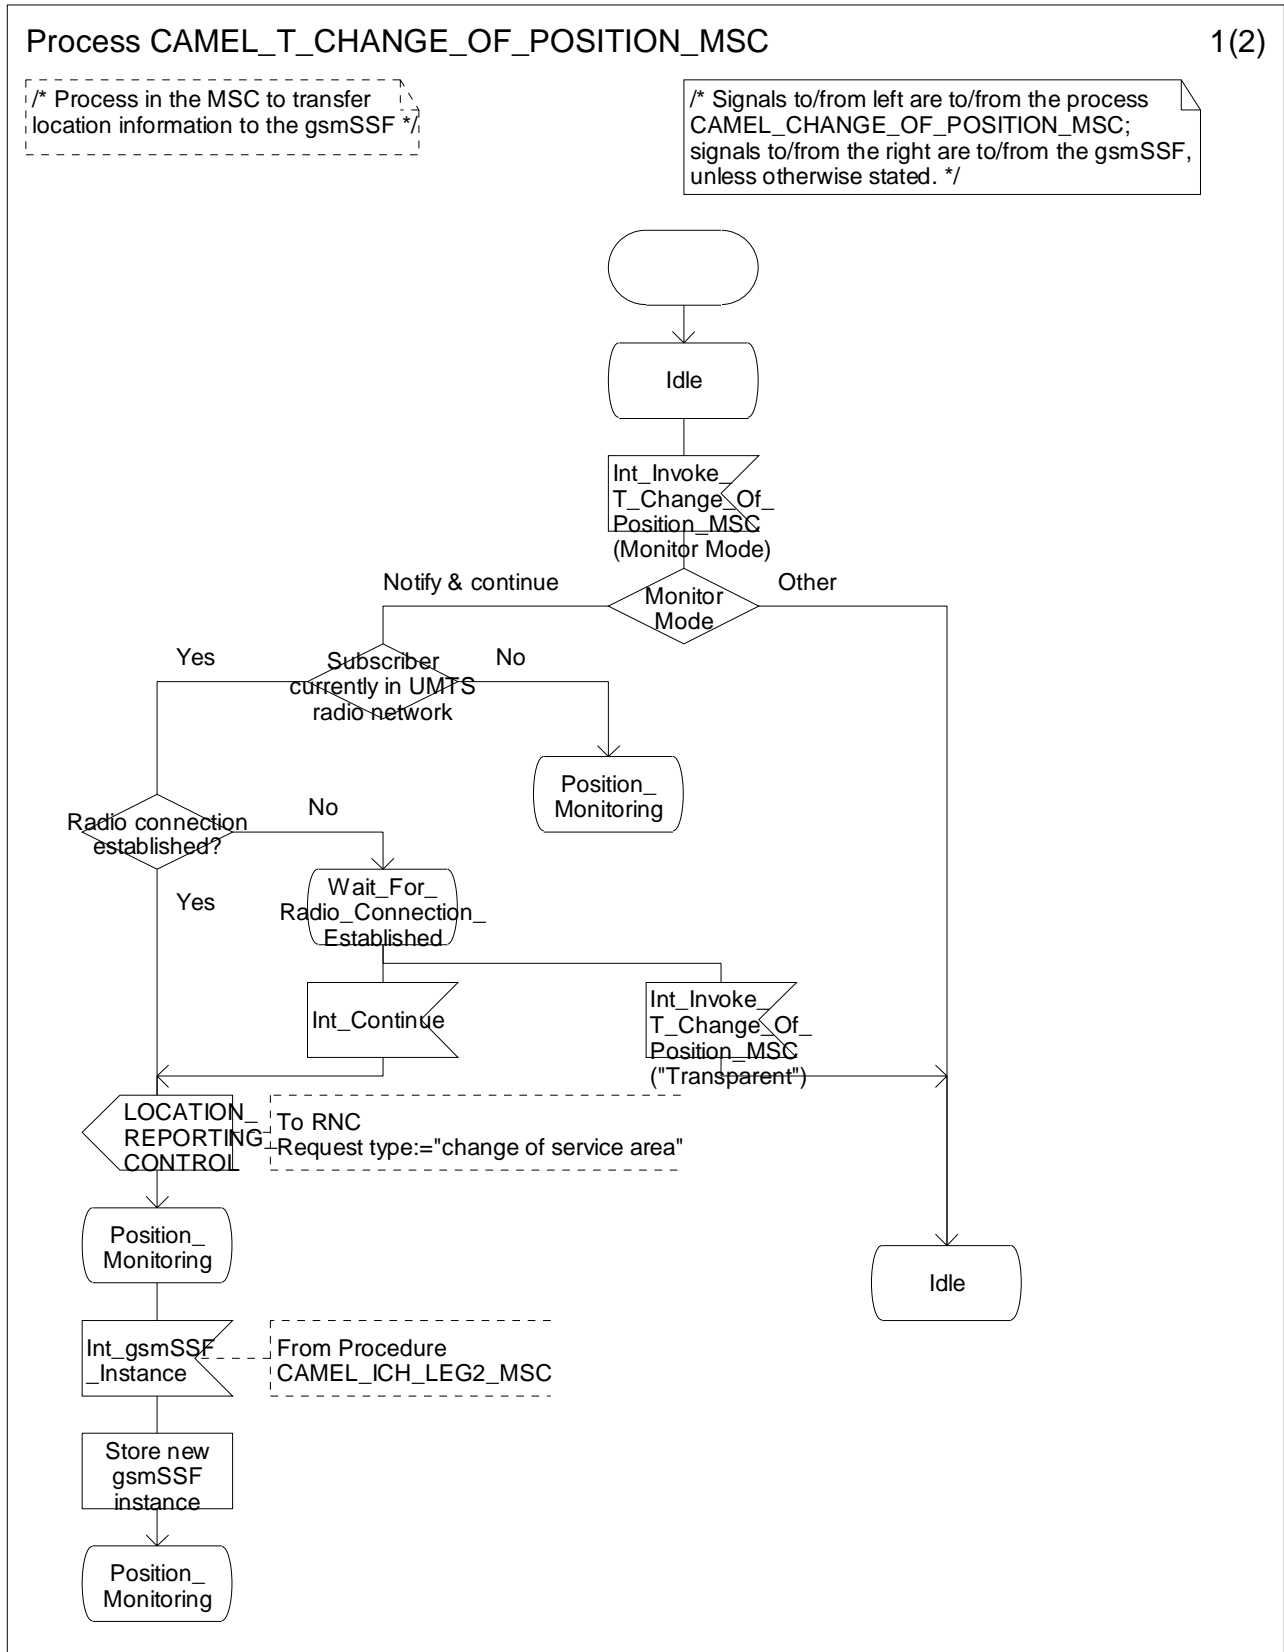 Process CAMEL_T_CHANGE_OF_POSITION_MSC
1(2)
/* Process in the MSC to transfer
location information to the gsmSSF */
/* Signals to/from left are to/from the process
CAMEL_CHANGE_OF_POSITION_MSC;
signals to/from the right are to/from the gsmSSF,
unless otherwise stated. */
Idle
Int_Invoke_
T_Change_Of_
Position_MSC
(Monitor Mode)
Notify & continue
Monitor
Mode
Other
Yes
Subscriber
currently in UMTS
radio network
No
Position_
Monitoring
Radio connection
established?
No
Yes
Wait_For_
Radio_Connection_
Established
Int_Continue
Int_Invoke_
T_Change_Of_
Position_MSC
("Transparent")
LOCATION_
REPORTING_
CONTROL
To RNC
Request type:="change of service area"
Position_
Monitoring
Idle
Int_gsmSSF
_Instance
From Procedure
CAMEL_ICH_LEG2_MSC
Store new
gsmSSF
instance
Position_
Monitoring